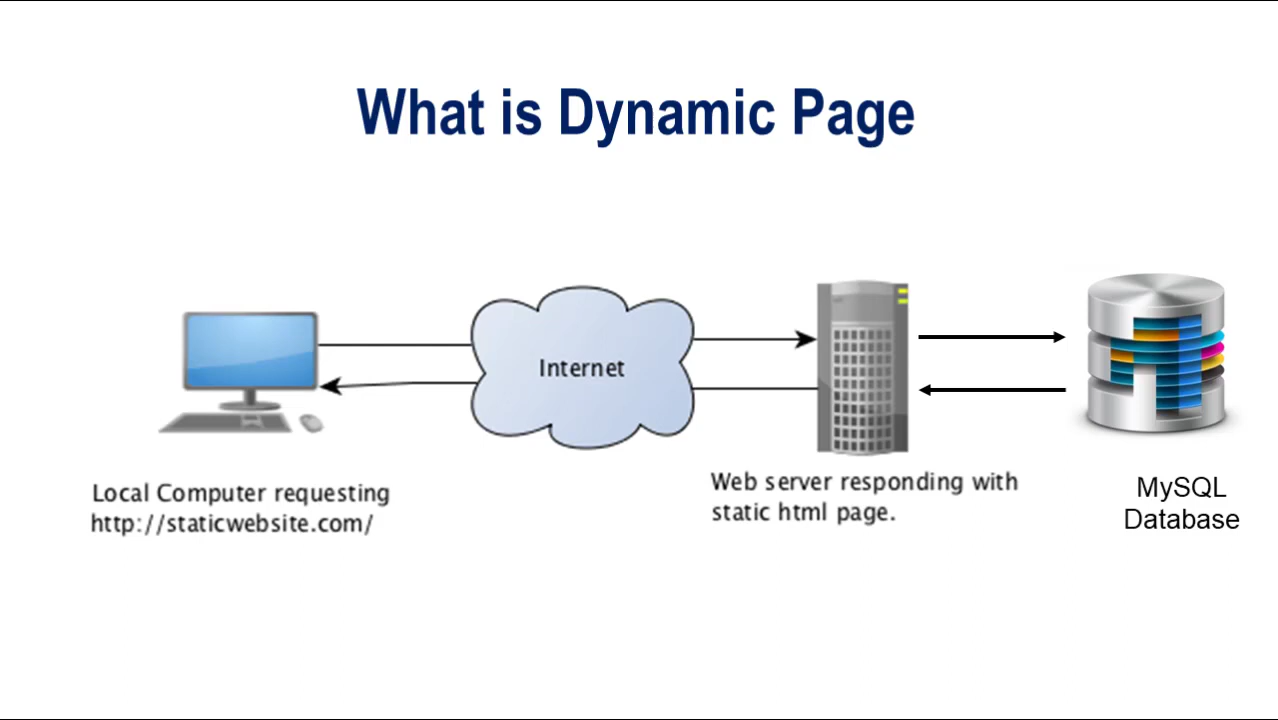 What is Dynamic Page
Internet
Local Computer requesting
http://staticwebsite.com/
Web server responding with
static html page.
MySQL
Database